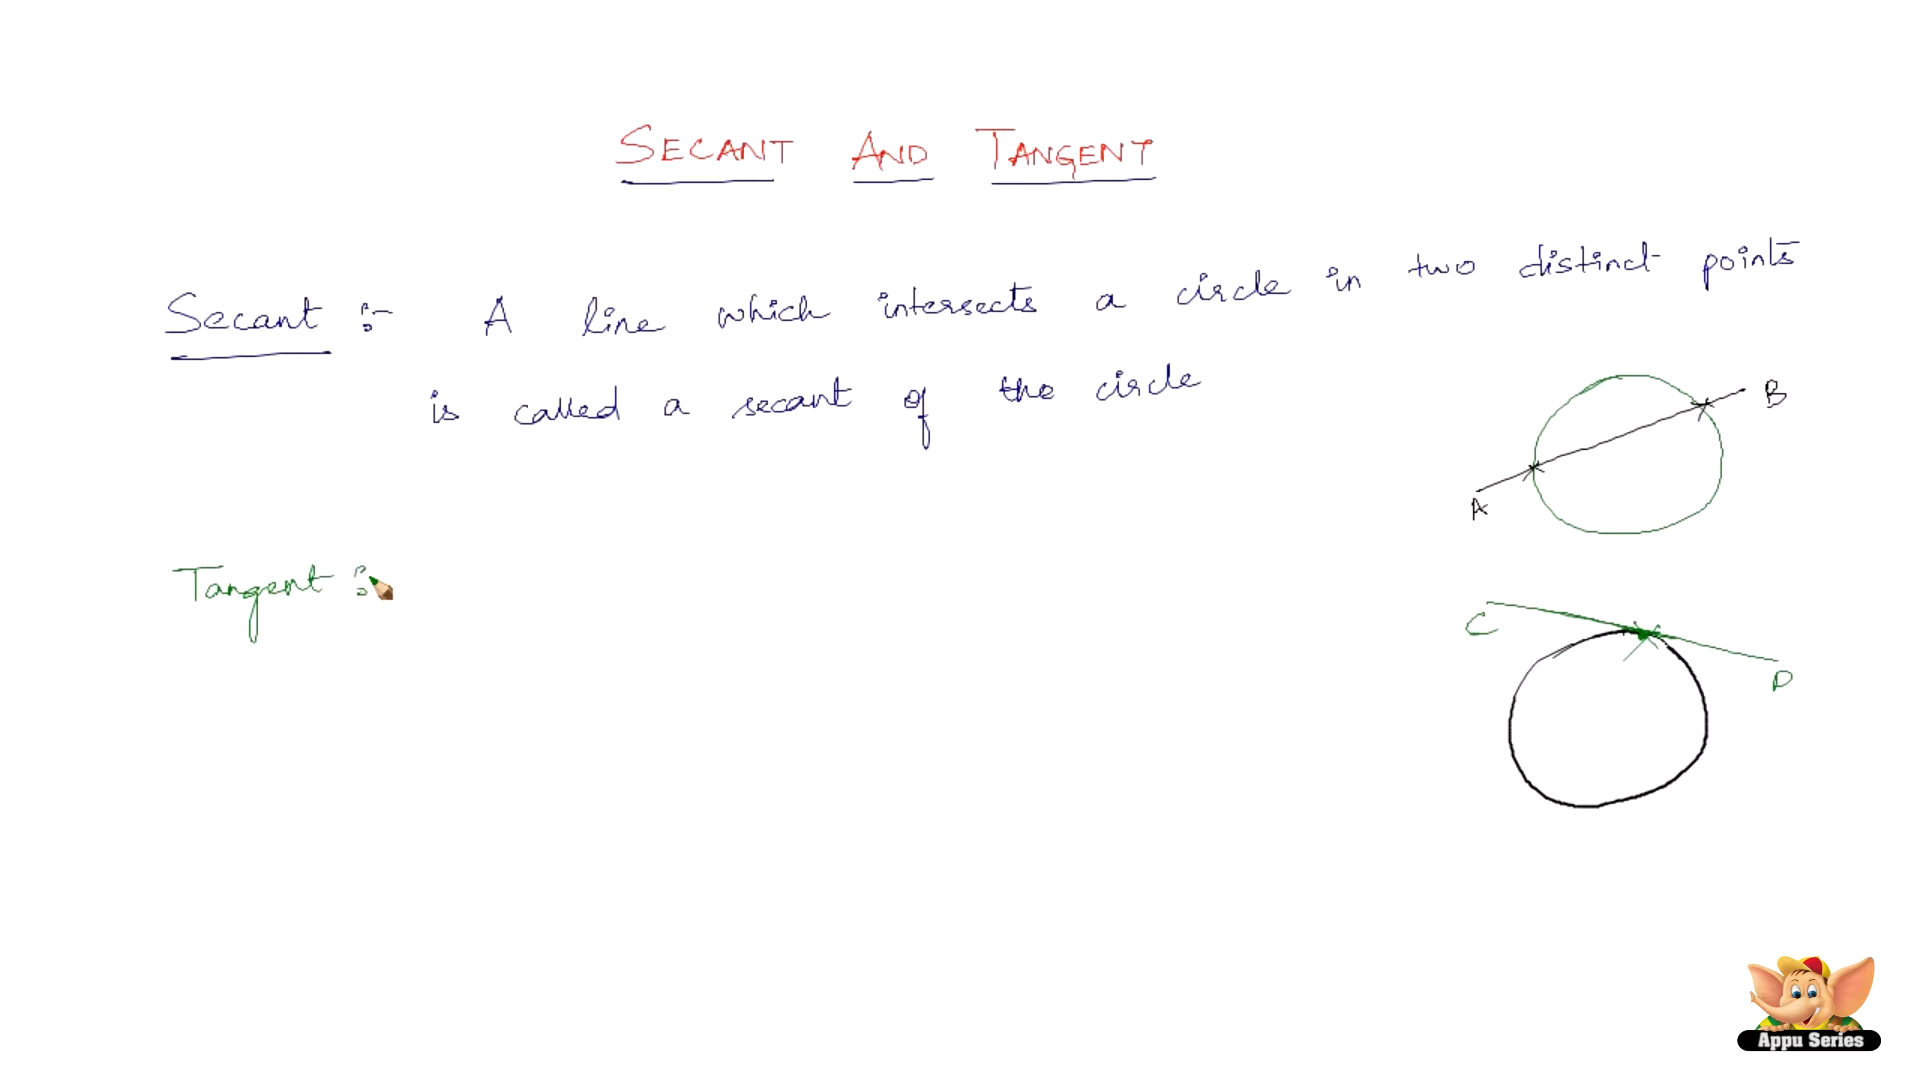 SECANT AND TANGENT
Secant :- A line which intersects a circle in two distinct points
is called a secant of the circle
B
A
Tangent :
C
D
Appu Series